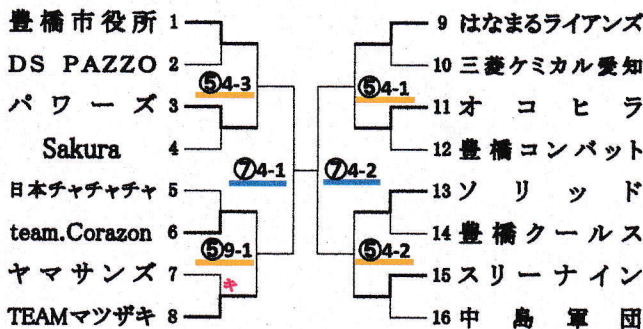 豊橋市役所 1
DS PAZZO 2
パワーズ 3
Sakura 4
日本チャチャチャ 5
team.Corazon 6
ヤマサンズ 7
TEAMマツザキ 8
⑤4-3
⑤9-1
キ
⑦4-1
⑦4-2
⑤4-1
⑤4-2
9 はなまるライアンズ
10 三菱ケミカル愛知
11 オコヒラ
12 豊橋コンバット
13 ソリッド
14 豊橋クールス
15 スリーナイン
16 中島軍団